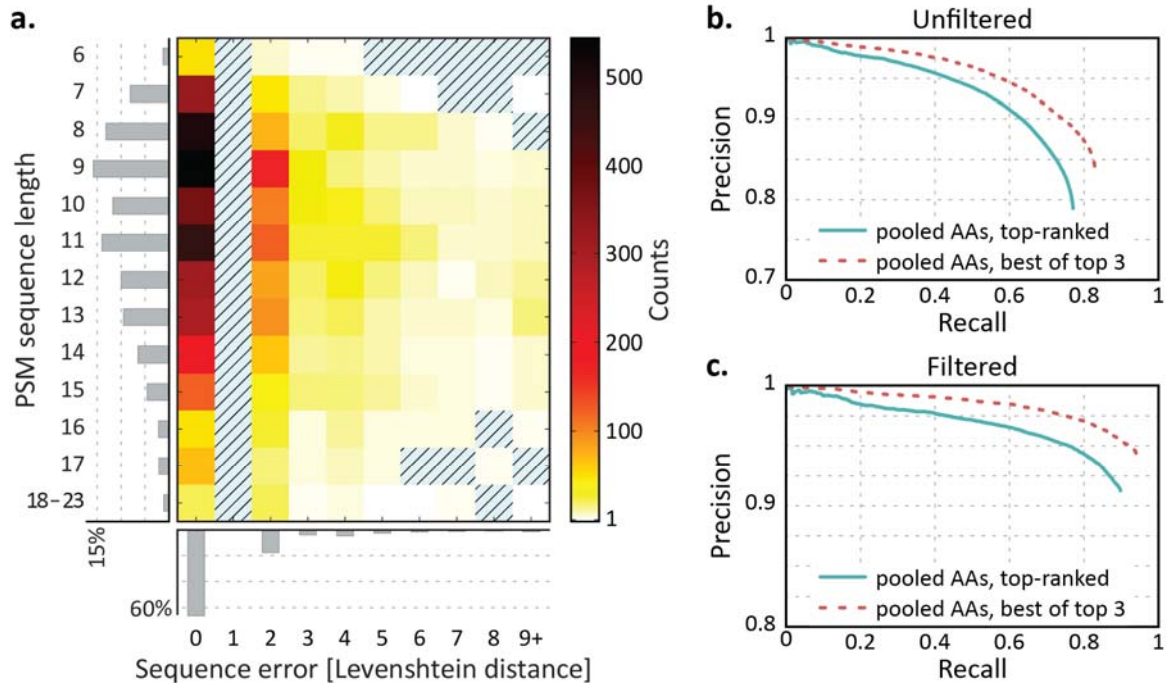 a.
6
7
8
9
10
11
12
13
14
15
16
17
18–23
PSM sequence length
15%
60%
0 1 2 3 4 5 6 7 8 9+
Sequence error [Levenshtein distance]
500
400
300
200
100
1
Counts
b.
Unfiltered
1
0.9
0.8
0.7
Precision
pooled AAs, top-ranked
pooled AAs, best of top 3
0 0.2 0.4 0.6 0.8 1
Recall
c.
Filtered
1
0.9
0.8
Precision
pooled AAs, top-ranked
pooled AAs, best of top 3
0 0.2 0.4 0.6 0.8 1
Recall